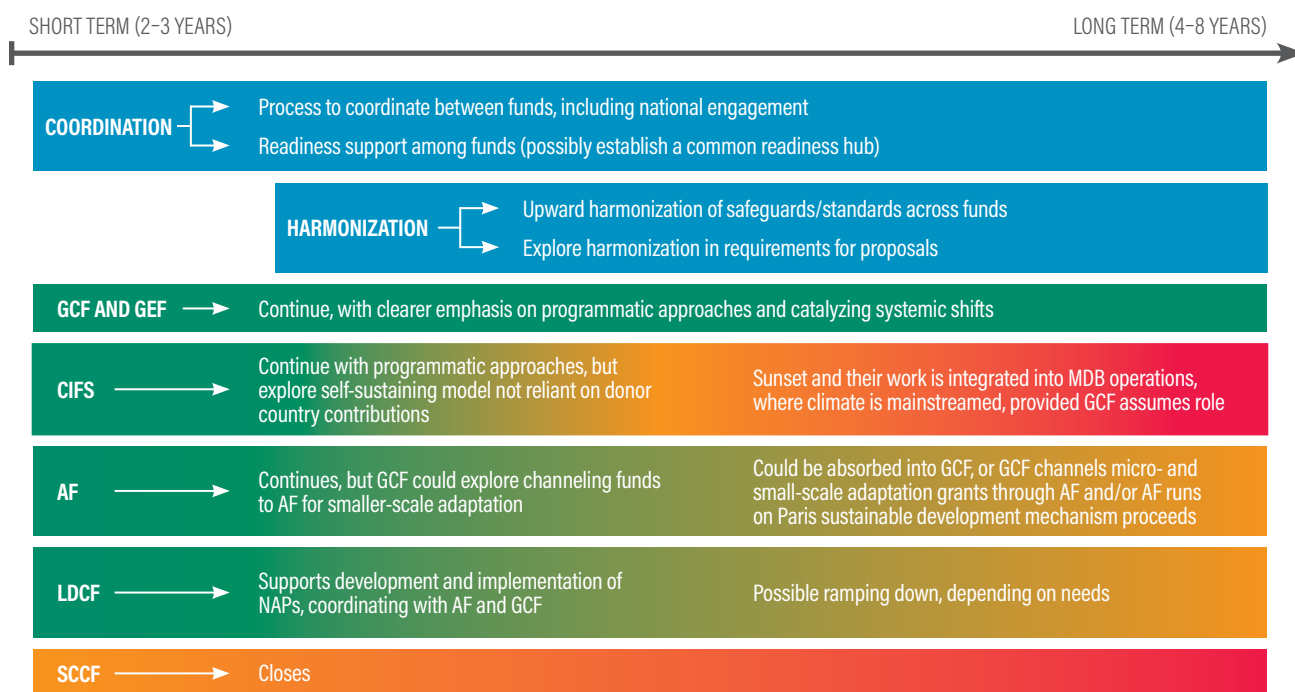 SHORT TERM (2–3 YEARS)
LONG TERM (4–8 YEARS)
COORDINATION
Process to coordinate between funds, including national engagement
Readiness support among funds (possibly establish a common readiness hub)
HARMONIZATION
Upward harmonization of safeguards/standards across funds
Explore harmonization in requirements for proposals
GCF AND GEF
Continue, with clearer emphasis on programmatic approaches and catalyzing systemic shifts
CIFS
Continue with programmatic approaches, but
explore self-sustaining model not reliant on donor
country contributions
Sunset and their work is integrated into MDB operations,
where climate is mainstreamed, provided GCF assumes role
AF
Continues, but GCF could explore channeling funds
to AF for smaller-scale adaptation
Could be absorbed into GCF, or GCF channels micro- and
small-scale adaptation grants through AF and/or AF runs
on Paris sustainable development mechanism proceeds
LDCF
Supports development and implementation of
NAPs, coordinating with AF and GCF
Possible ramping down, depending on needs
SCCF
Closes